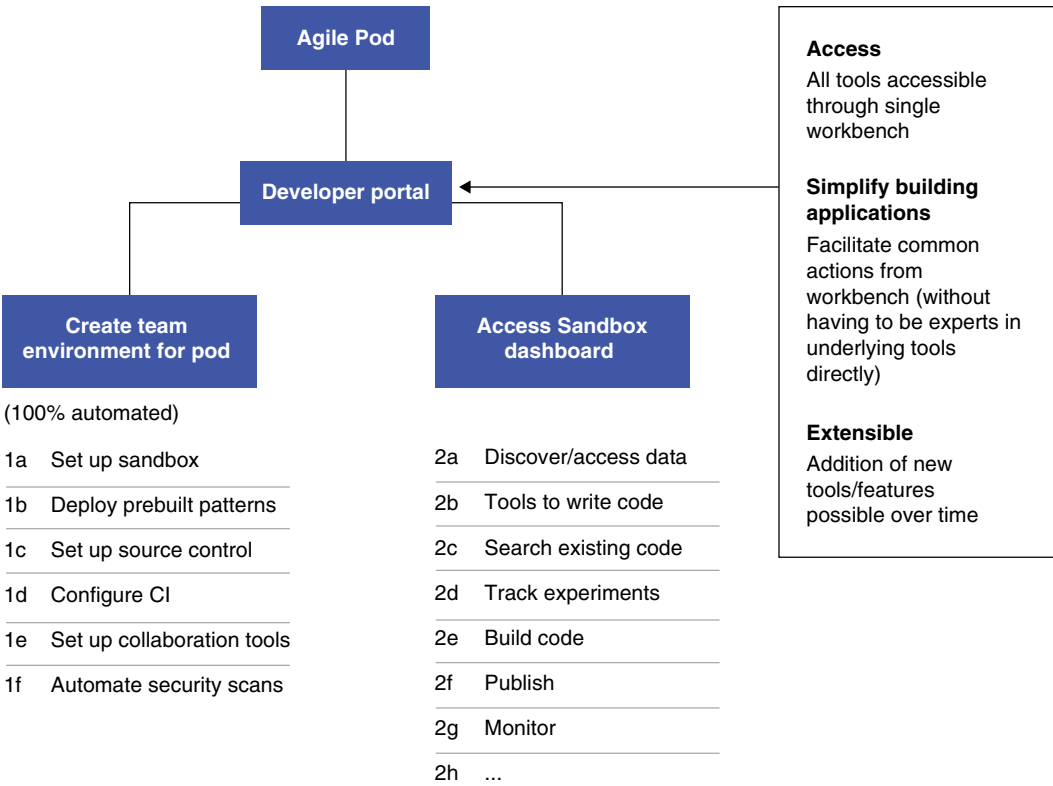 Agile Pod
Developer portal
Create team
environment for pod
(100% automated)
1a Set up sandbox
1b Deploy prebuilt patterns
1c Set up source control
1d Configure CI
1e Set up collaboration tools
1f Automate security scans
Access Sandbox
dashboard
2a Discover/access data
2b Tools to write code
2c Search existing code
2d Track experiments
2e Build code
2f Publish
2g Monitor
2h ...
Access
All tools accessible
through single
workbench
Simplify building
applications
Facilitate common
actions from
workbench (without
having to be experts in
underlying tools
directly)
Extensible
Addition of new
tools/features
possible over time